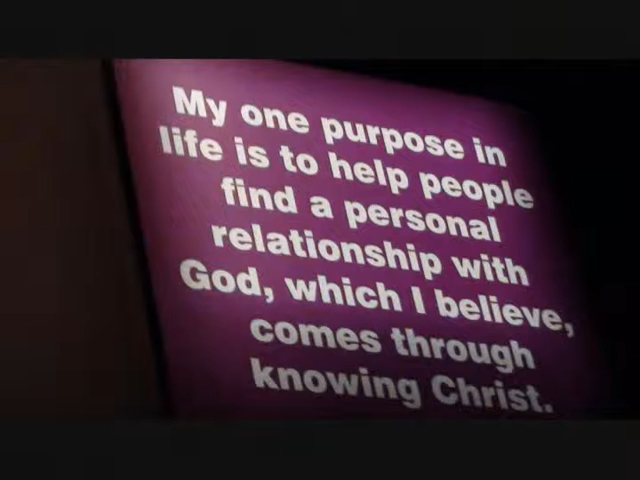 My one purpose in
life is to help people
find a personal
relationship with
God, which I believe,
comes through
knowing Christ.